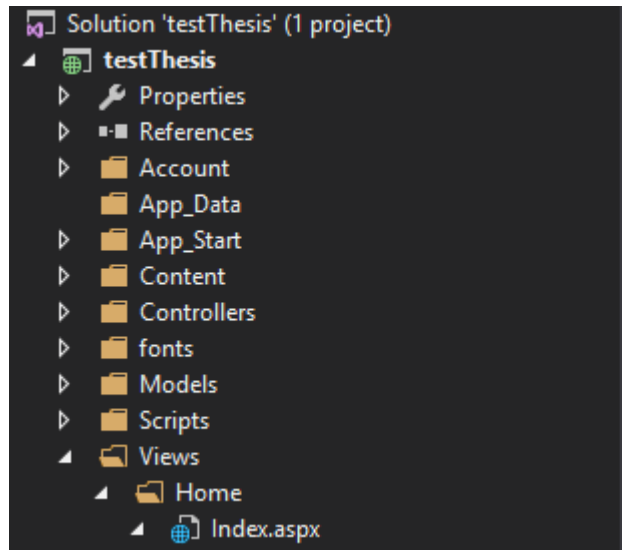 Solution 'testThesis' (1 project)
testThesis
Properties
References
Account
App_Data
App_Start
Content
Controllers
fonts
Models
Scripts
Views
Home
Index.aspx